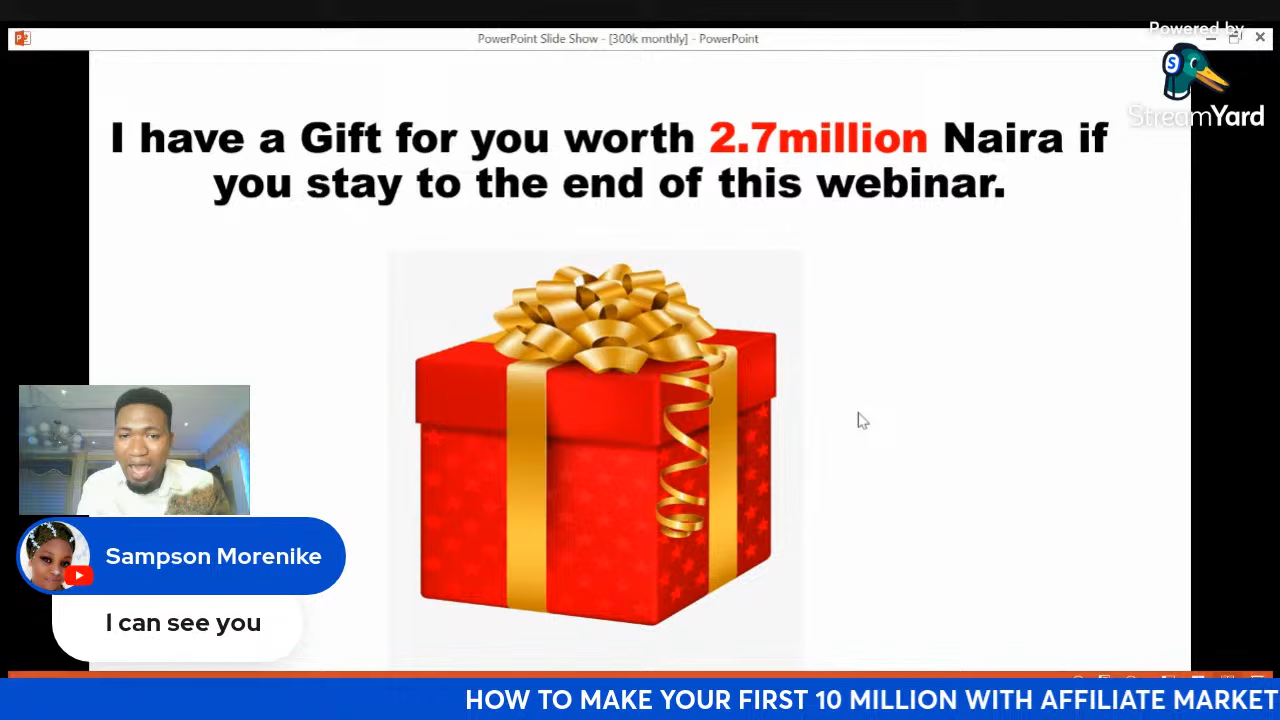 PowerPoint Slide Show - [300k monthly] - PowerPoint
Powered by
S
StreamYard
I have a Gift for you worth 2.7million Naira if
you stay to the end of this webinar.
Sampson Morenike
I can see you
HOW TO MAKE YOUR FIRST 10 MILLION WITH AFFILIATE MARKET